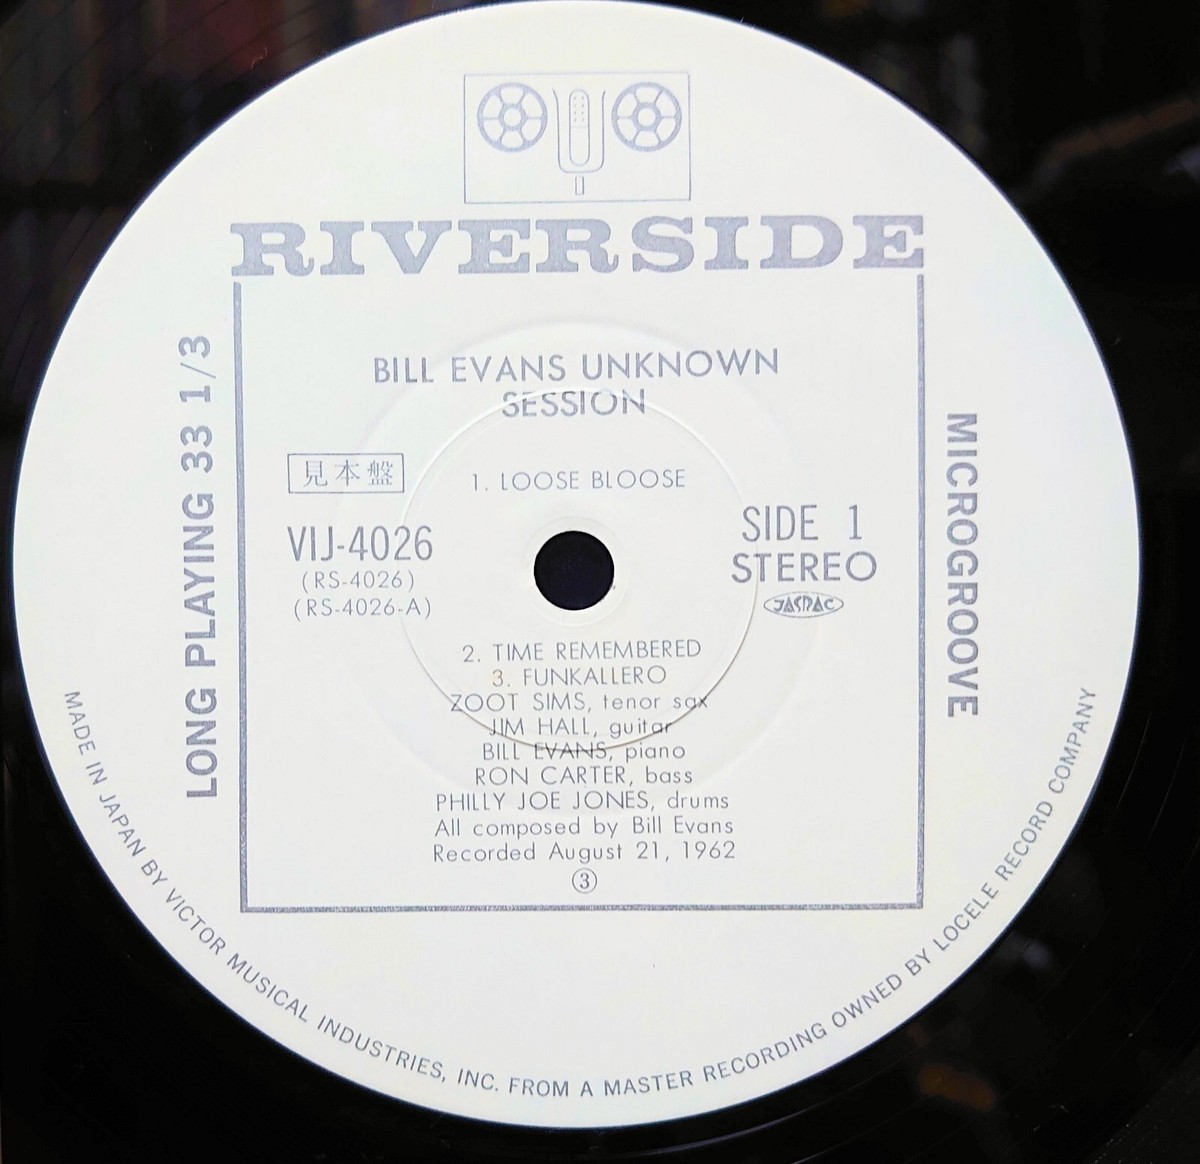 RIVERSIDE
LONG PLAYING 33 1/3
MICROGROOVE
BILL EVANS UNKNOWN
SESSION
見本盤
1. LOOSE BLOOSE
VIJ-4026
(RS-4026)
(RS-4026-A)
SIDE 1
STEREO
JASRAC
2. TIME REMEMBERED
3. FUNKALLERO
ZOOT SIMS, tenor sax
JIM HALL, guitar
BILL EVANS, piano
RON CARTER, bass
PHILLY JOE JONES, drums
All composed by Bill Evans
Recorded August 21, 1962
③
MADE IN JAPAN BY VICTOR MUSICAL INDUSTRIES, INC. FROM A MASTER RECORDING OWNED BY LOCELE RECORD COMPANY